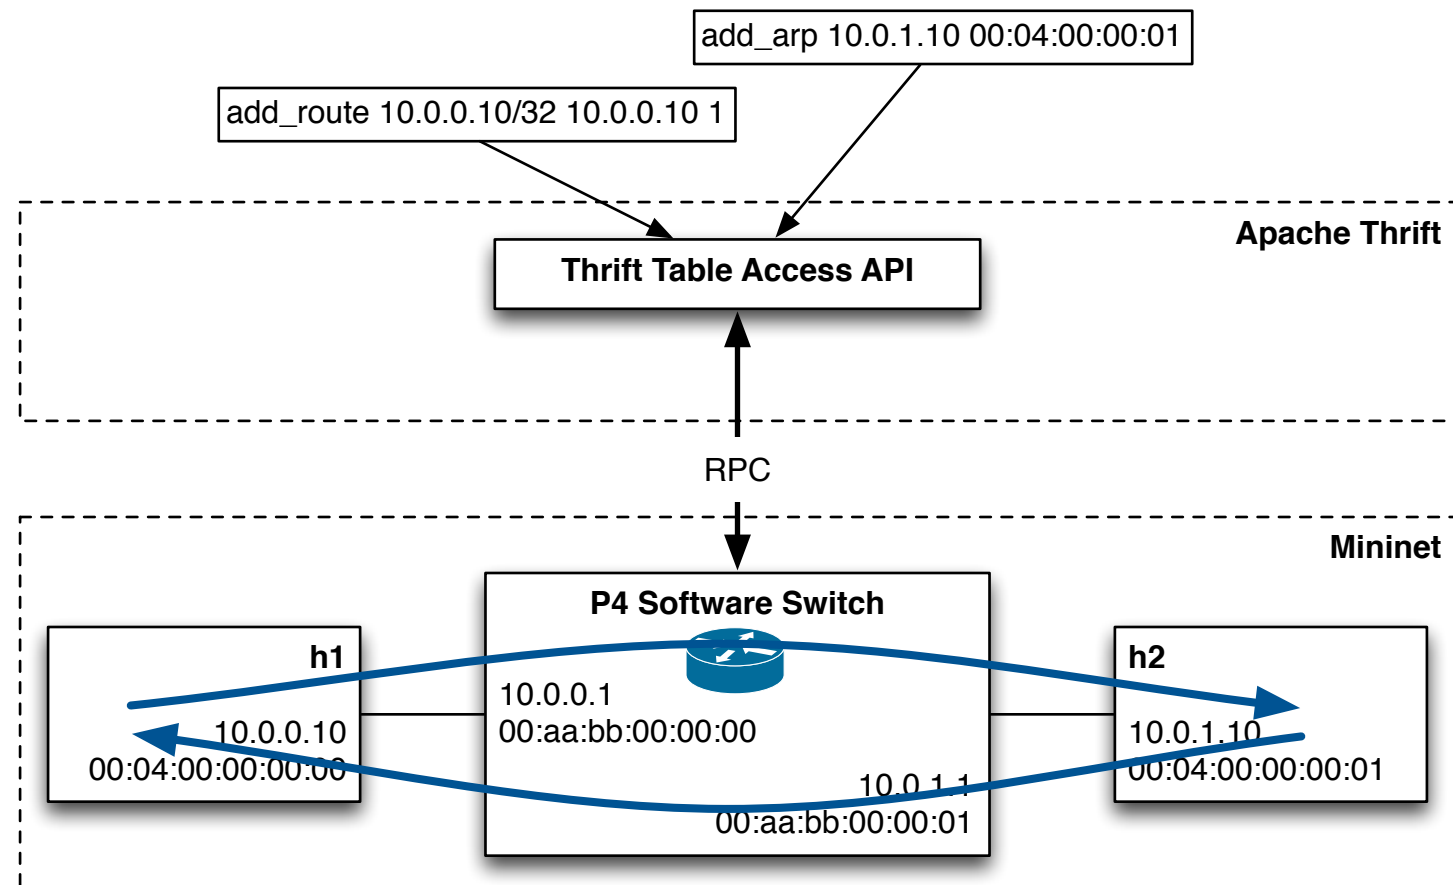 add_arp 10.0.1.10 00:04:00:00:01
add_route 10.0.0.10/32 10.0.0.10 1
Apache Thrift
Thrift Table Access API
RPC
Mininet
P4 Software Switch
h1
10.0.0.10
00:04:00:00:00:00
10.0.0.1
00:aa:bb:00:00:00
10.0.1.1
00:aa:bb:00:00:01
h2
10.0.1.10
00:04:00:00:00:01